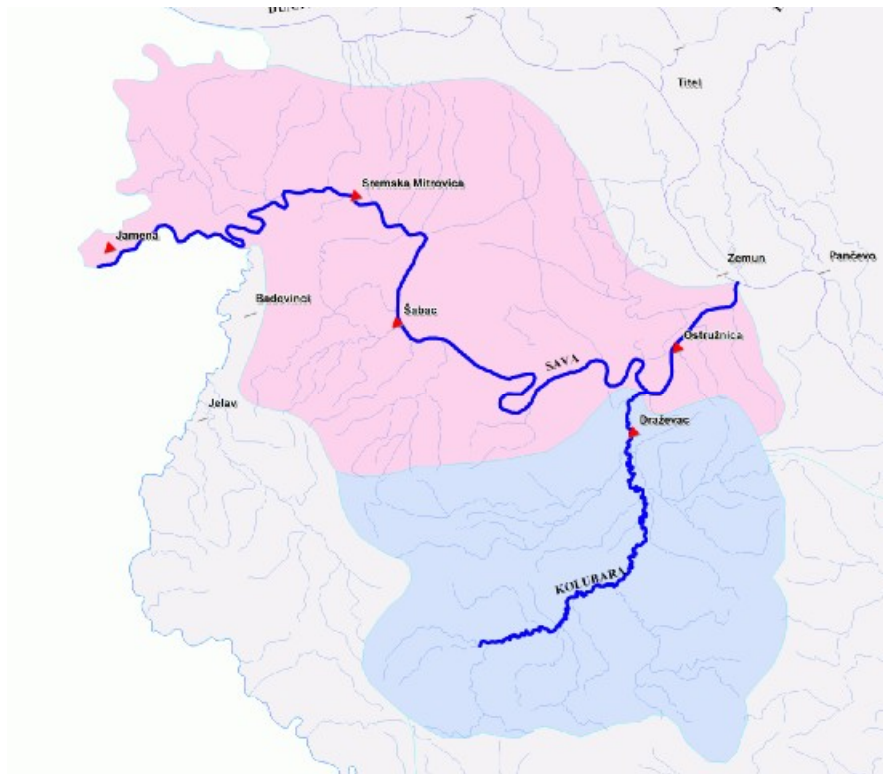 Titel
Sremska Mitrovica
Jamena
Zemun
Pančevo
Badovinci
Šabac
Ostružnica
SAVA
Jelav
Draževac
KOLUBARA